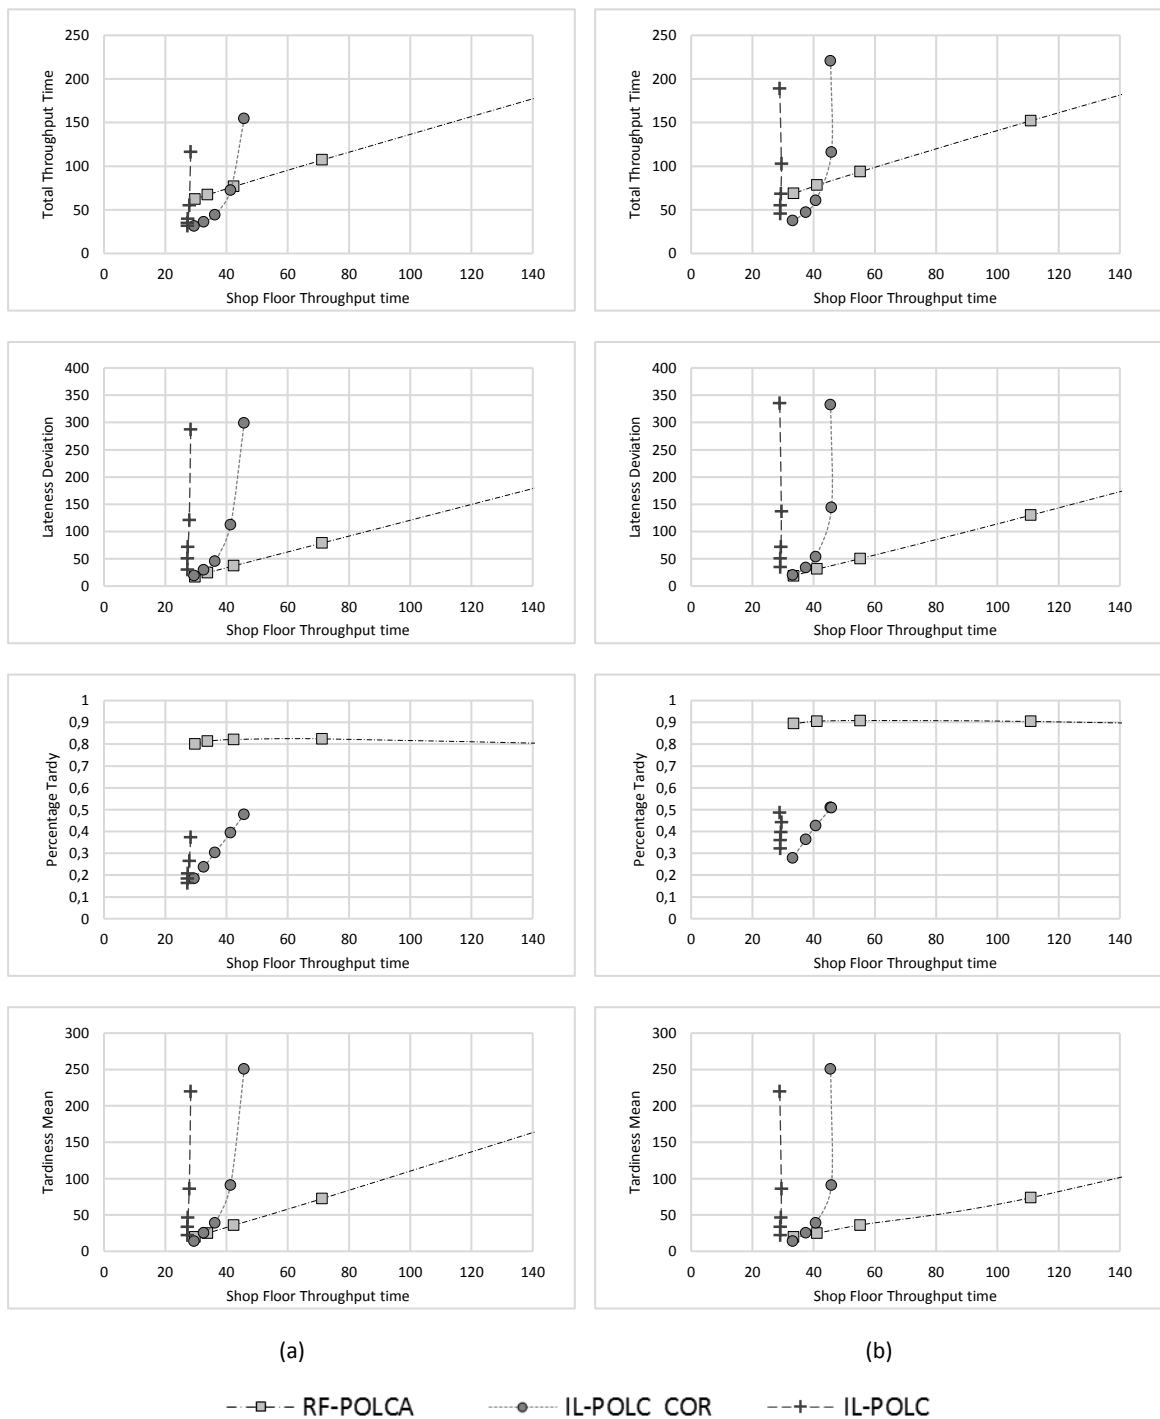 250
200
150
100
50
0
Total Throughput Time
0 20 40 60 80 100 120 140
Shop Floor Throughput time
250
200
150
100
50
0
Total Throughput Time
0 20 40 60 80 100 120 140
Shop Floor Throughput time
400
350
300
250
200
150
100
50
0
Lateness Deviation
0 20 40 60 80 100 120 140
Shop Floor Throughput time
400
350
300
250
200
150
100
50
0
Lateness Deviation
0 20 40 60 80 100 120 140
Shop Floor Throughput time
1
0,9
0,8
0,7
0,6
0,5
0,4
0,3
0,2
0,1
0
Percentage Tardy
0 20 40 60 80 100 120 140
Shop Floor Throughput time
1
0,9
0,8
0,7
0,6
0,5
0,4
0,3
0,2
0,1
0
Percentage Tardy
0 20 40 60 80 100 120 140
Shop Floor Throughput time
300
250
200
150
100
50
0
Tardiness Mean
0 20 40 60 80 100 120 140
Shop Floor Throughput time
300
250
200
150
100
50
0
Tardiness Mean
0 20 40 60 80 100 120 140
Shop Floor Throughput time
(a) (b)
RF-POLCA IL-POLC COR IL-POLC